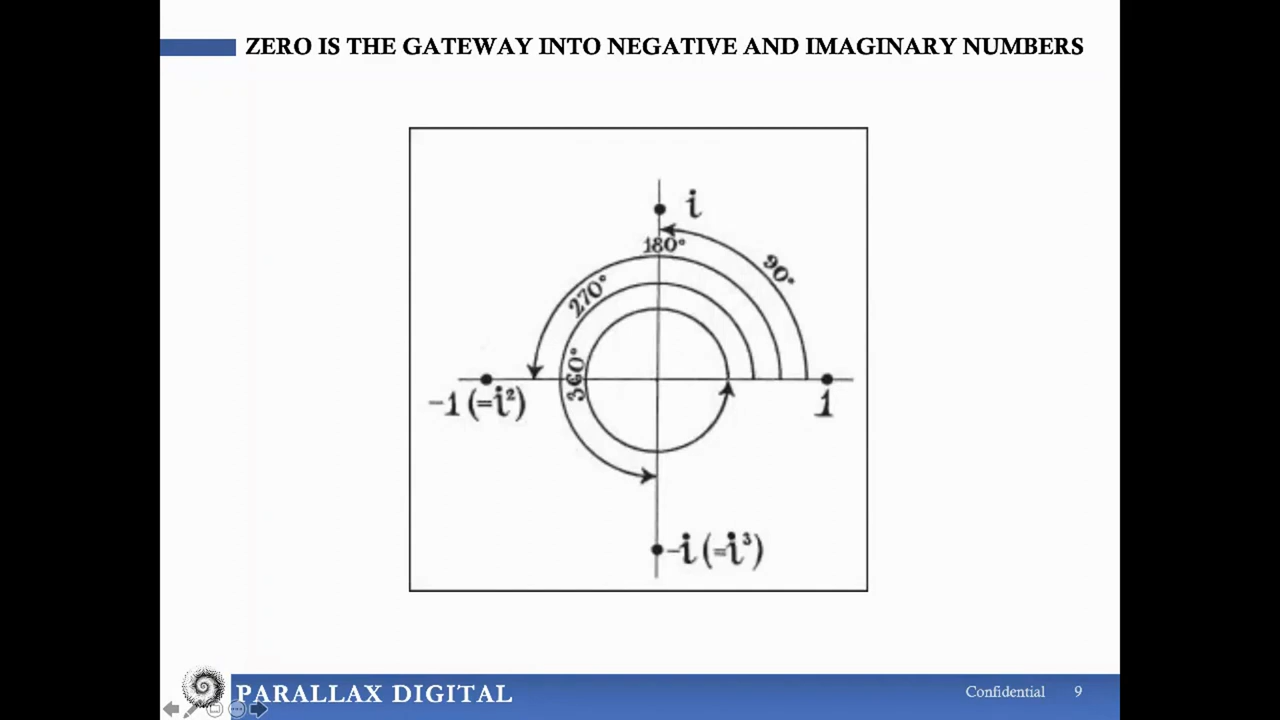 ZERO IS THE GATEWAY INTO NEGATIVE AND IMAGINARY NUMBERS
i
180°
90°
270°
360°
-1 (=i²)
1
-i (=i³)
PARALLAX DIGITAL
Confidential 9